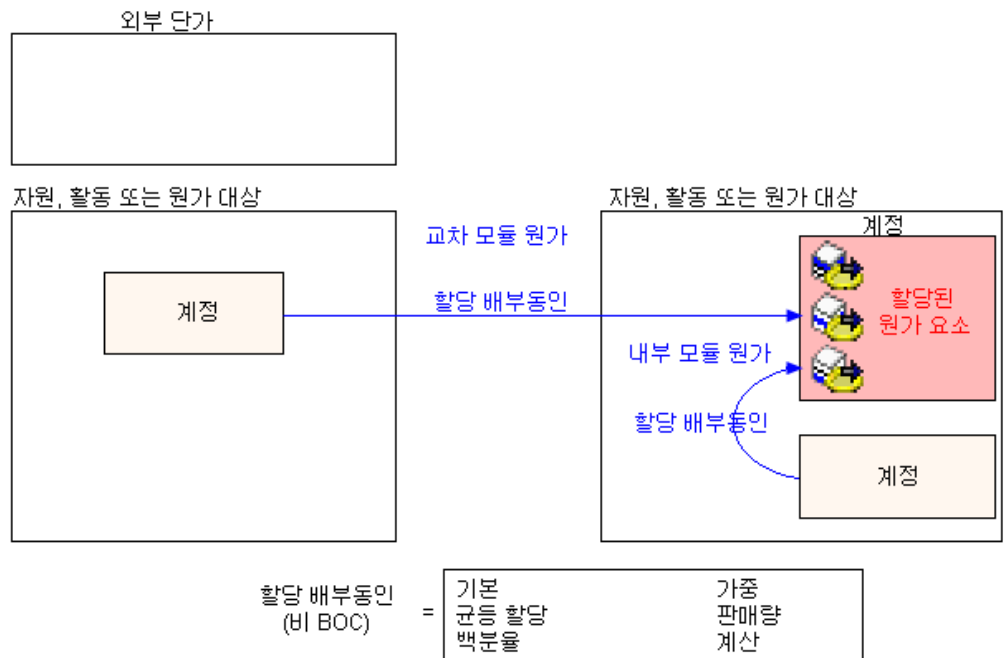 외부 단가
자원, 활동 또는 원가 대상
자원, 활동 또는 원가 대상
계정
교차 모듈 원가
계정
할당 배부동인
할당된
원가 요소
내부 모듈 원가
할당 배부동인
계정
할당 배부동인
(비 BOC)
=
기본 가중
균등 할당 판매량
백분율 계산